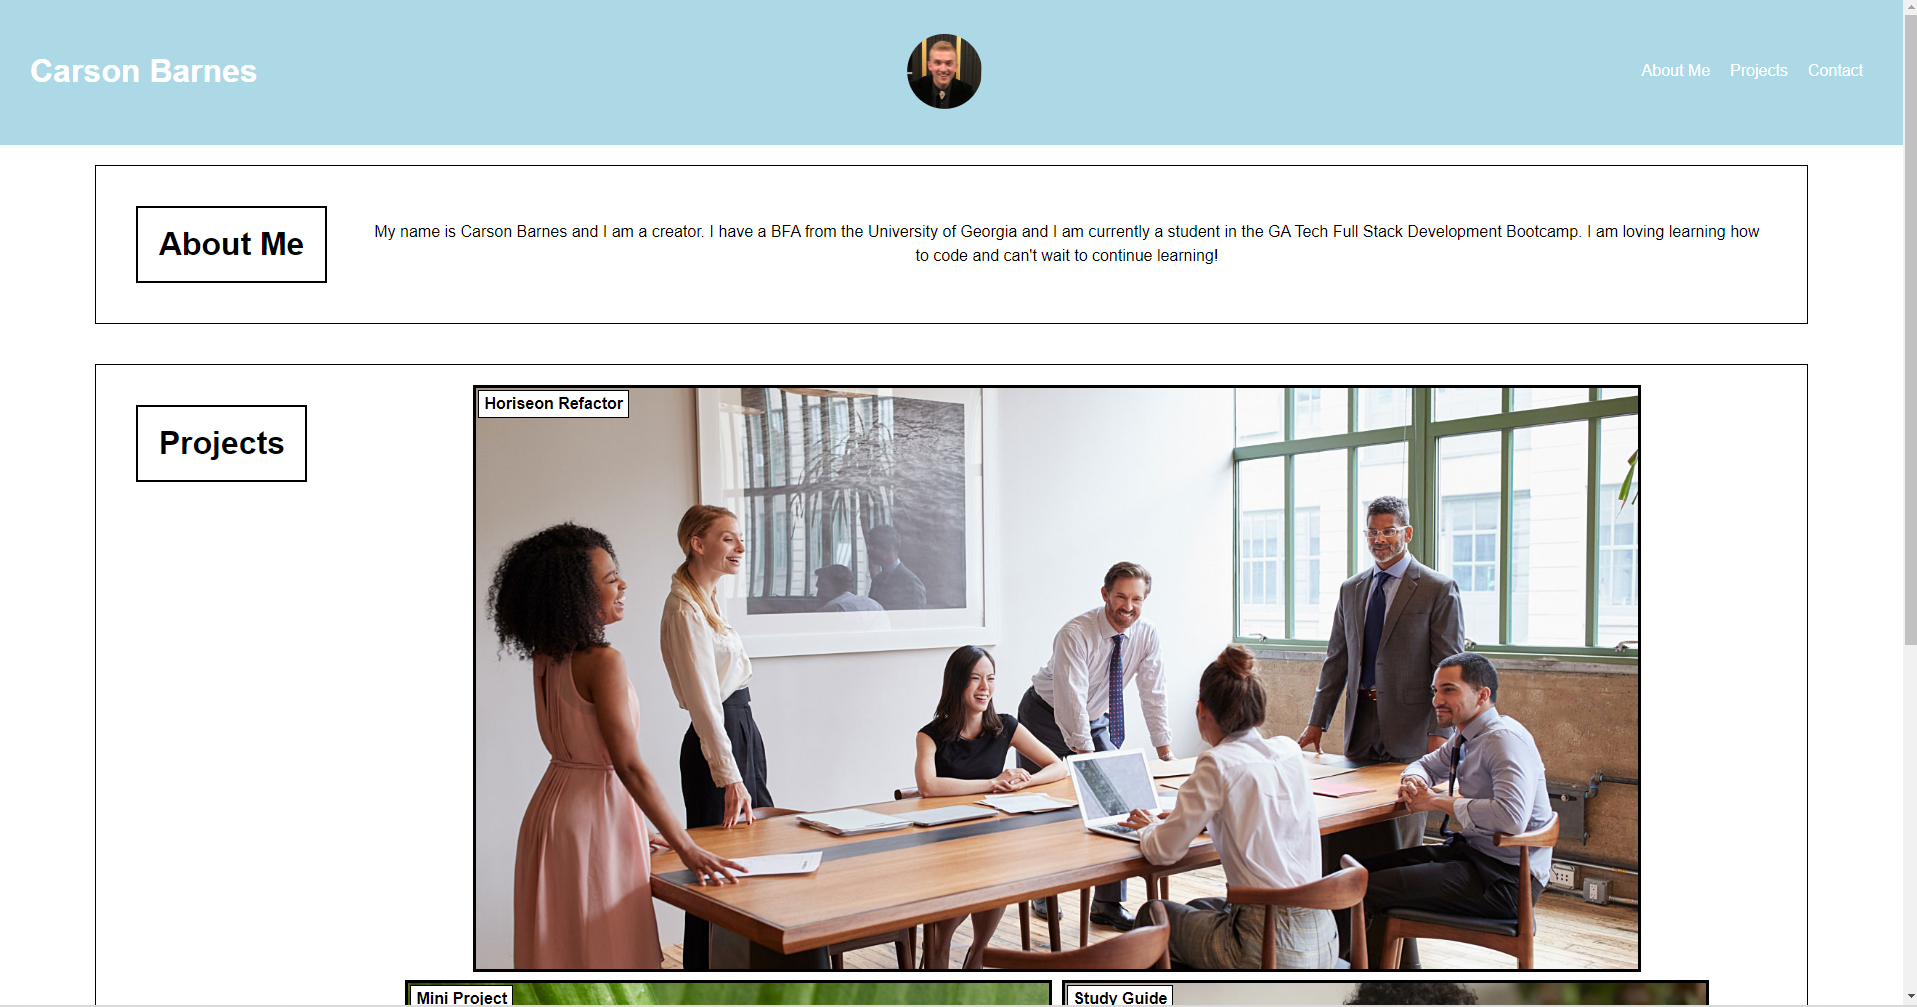 Carson Barnes
About Me
Projects
Contact
About Me
My name is Carson Barnes and I am a creator. I have a BFA from the University of Georgia and I am currently a student in the GA Tech Full Stack Development Bootcamp. I am loving learning how
to code and can't wait to continue learning!
Projects
Horiseon Refactor
Mini Project
Study Guide